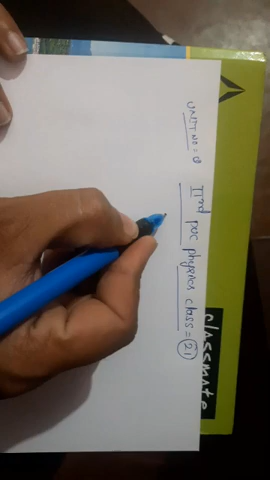 UNIT NO = 8
IInd puc physics class = 21
classmate